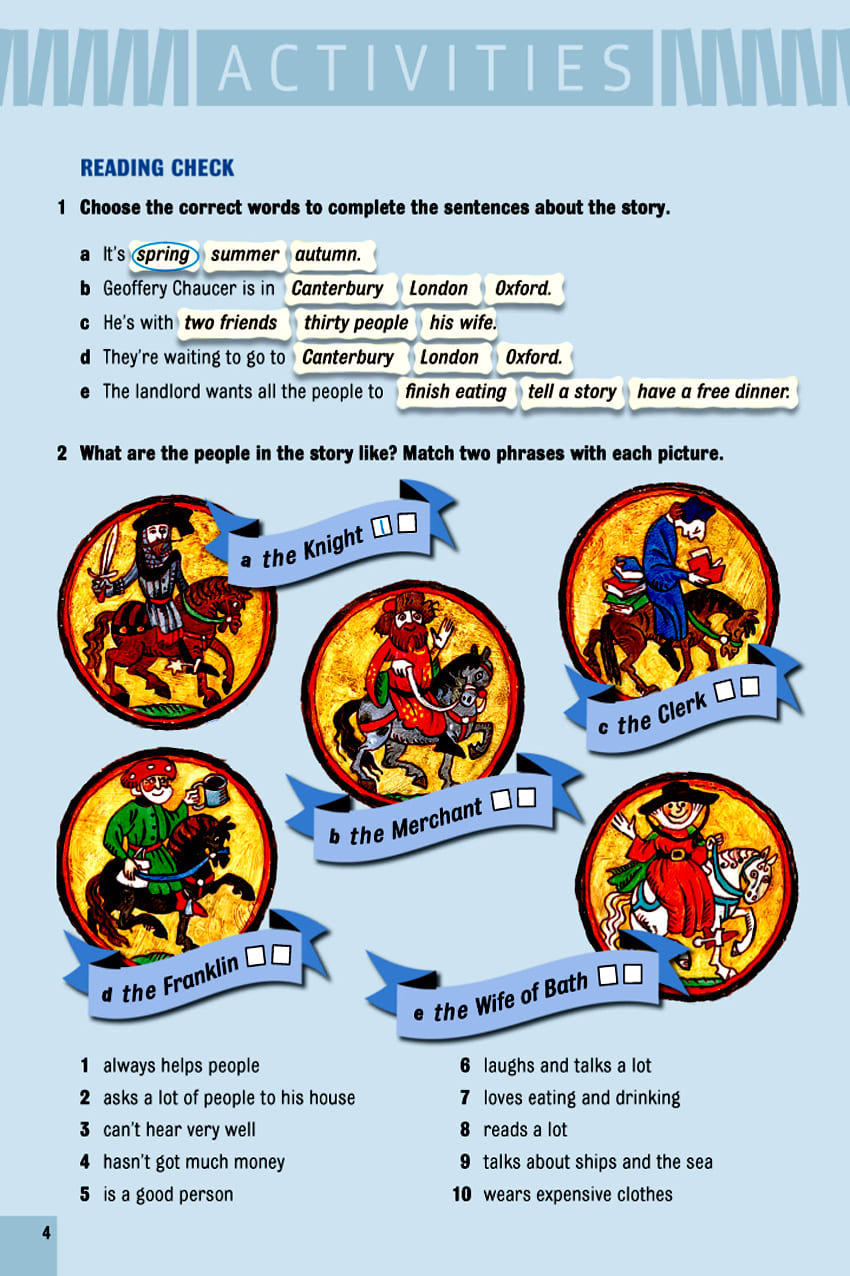 ACTIVITIES
READING CHECK
1 Choose the correct words to complete the sentences about the story.
a It's spring summer autumn.
b Geoffery Chaucer is in Canterbury London Oxford.
c He's with two friends thirty people his wife.
d They're waiting to go to Canterbury London Oxford.
e The landlord wants all the people to finish eating tell a story have a free dinner.
2 What are the people in the story like? Match two phrases with each picture.
a the Knight 1
b the Merchant
c the Clerk
d the Franklin
e the Wife of Bath
1 always helps people
2 asks a lot of people to his house
3 can't hear very well
4 hasn't got much money
5 is a good person
6 laughs and talks a lot
7 loves eating and drinking
8 reads a lot
9 talks about ships and the sea
10 wears expensive clothes
4